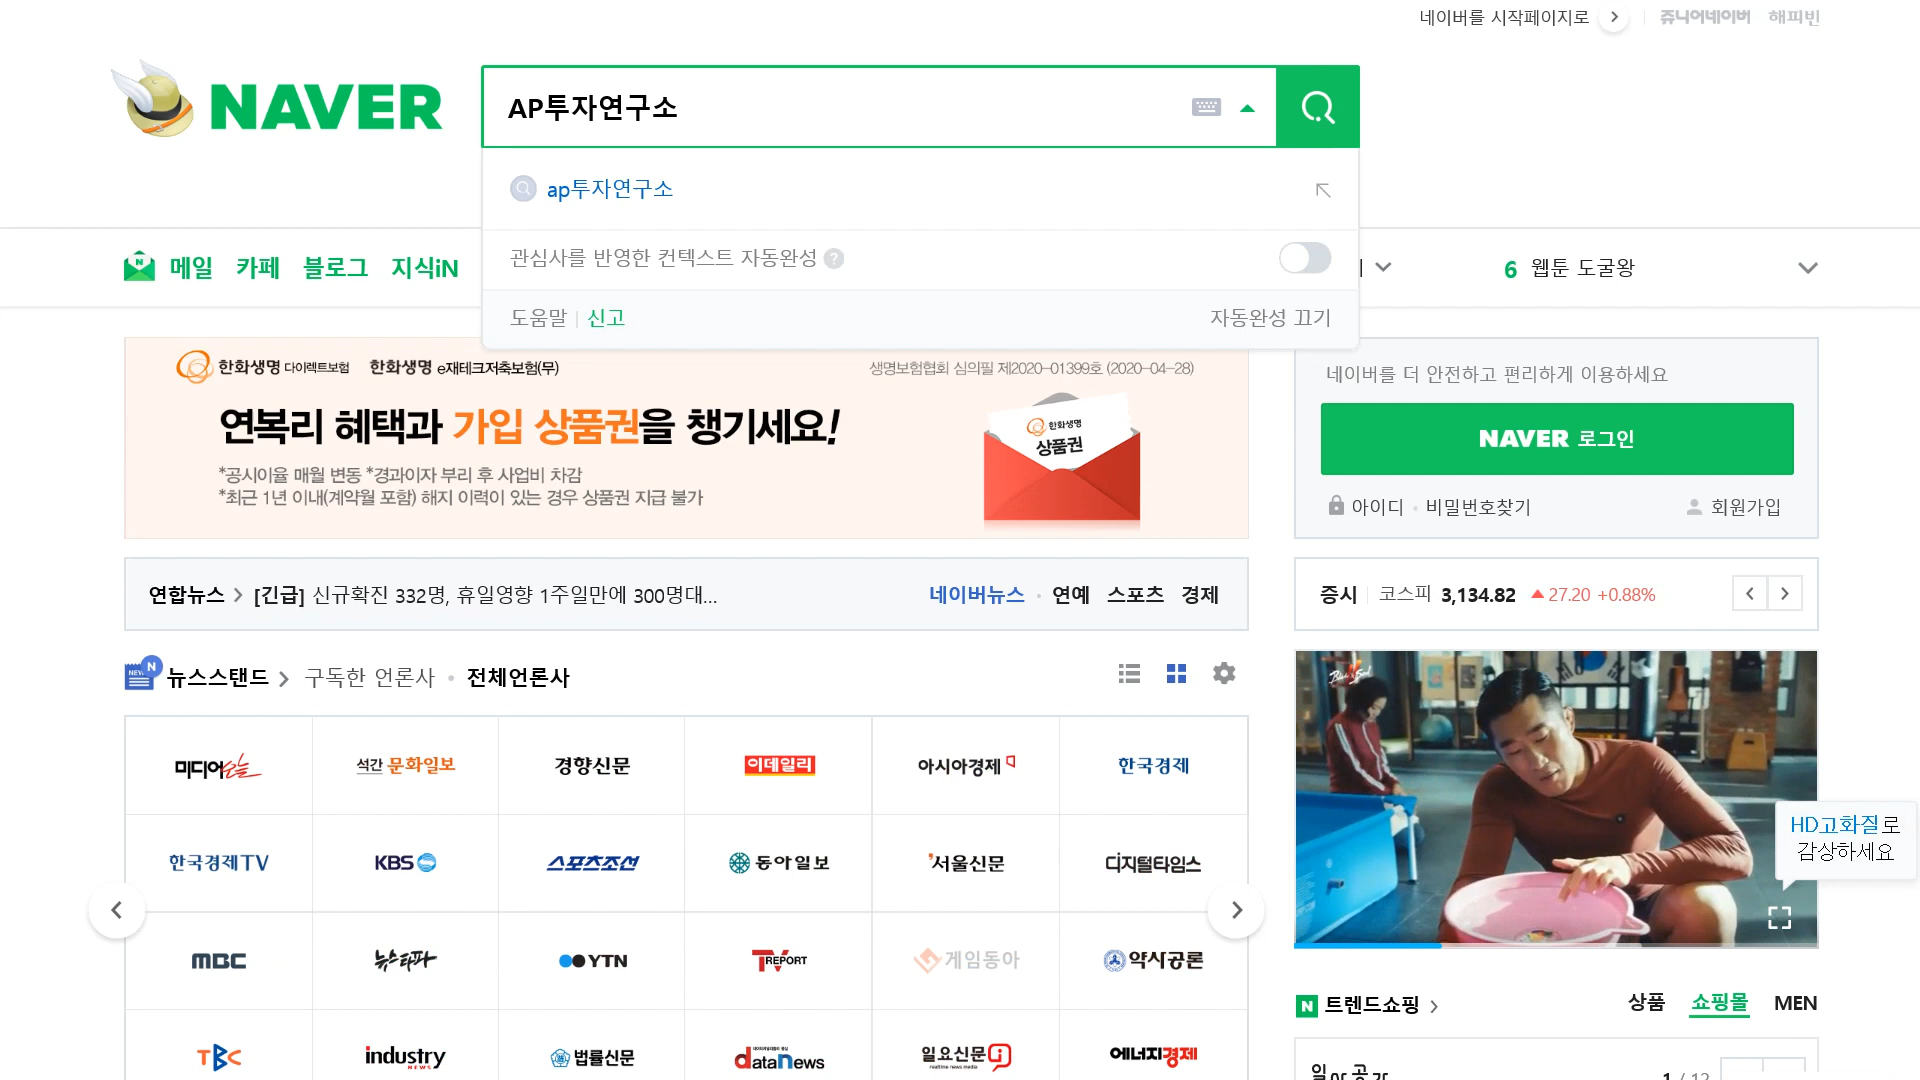 네이버를 시작페이지로
쥬니어네이버 해피빈
NAVER
AP투자연구소
ap투자연구소
관심사를 반영한 컨텍스트 자동완성 ?
도움말 신고
자동완성 끄기
메일 카페 블로그 지식iN
6 웹툰 도굴왕
한화생명 다이렉트보험 한화생명 e재테크저축보험(무)
생명보험협회 심의필 제2020-01399호 (2020-04-28)
연복리 혜택과 가입 상품권을 챙기세요!
*공시이율 매월 변동 *경과이자 부리 후 사업비 차감
*최근 1년 이내(계약월 포함) 해지 이력이 있는 경우 상품권 지급 불가
한화생명
상품권
네이버를 더 안전하고 편리하게 이용하세요
NAVER 로그인
아이디 · 비밀번호찾기
회원가입
연합뉴스 [긴급] 신규확진 332명, 휴일영향 1주일만에 300명대...
네이버뉴스 · 연예 스포츠 경제
증시 코스피 3,134.82 ▲27.20 +0.88%
NEWS N 뉴스스탠드 구독한 언론사 · 전체언론사
미디어오늘 석간 문화일보 경향신문 이데일리 아시아경제 한국경제
한국경제TV KBS 스포츠조선 동아일보 서울신문 디지털타임스
MBC 뉴스타파 YTN TV REPORT 게임동아 약사공론
TBC industry NEWS 법률신문 dataNews 일요신문 에너지경제
HD고화질로
감상하세요
N 트렌드쇼핑
상품 쇼핑몰 MEN
1 / 12